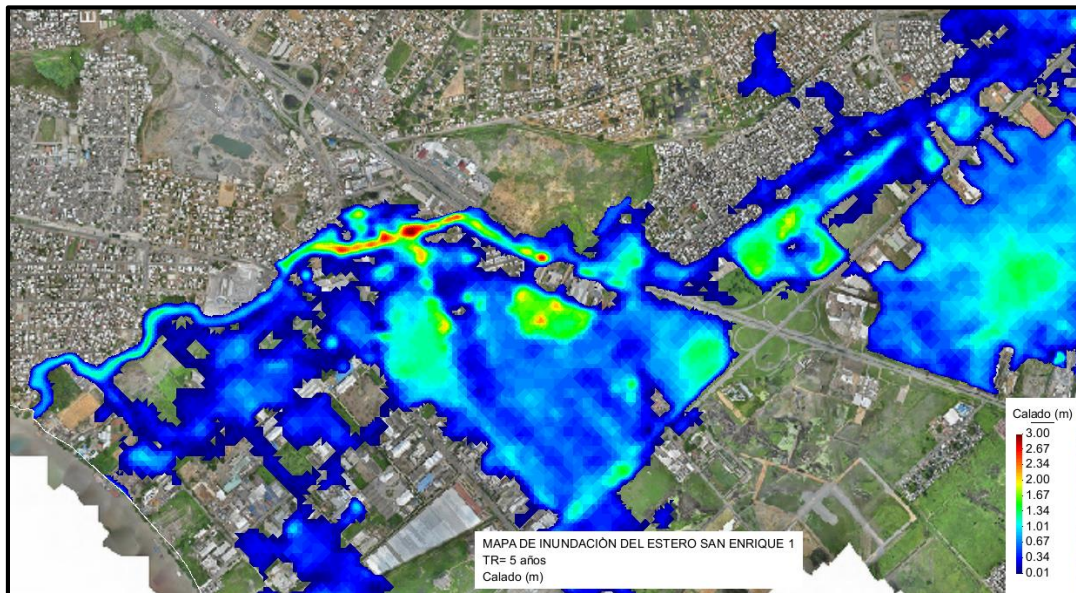 MAPA DE INUNDACIÓN DEL ESTERO SAN ENRIQUE 1
TR= 5 años
Calado (m)
Calado (m)
3.00
2.67
2.34
2.00
1.67
1.34
1.01
0.67
0.34
0.01